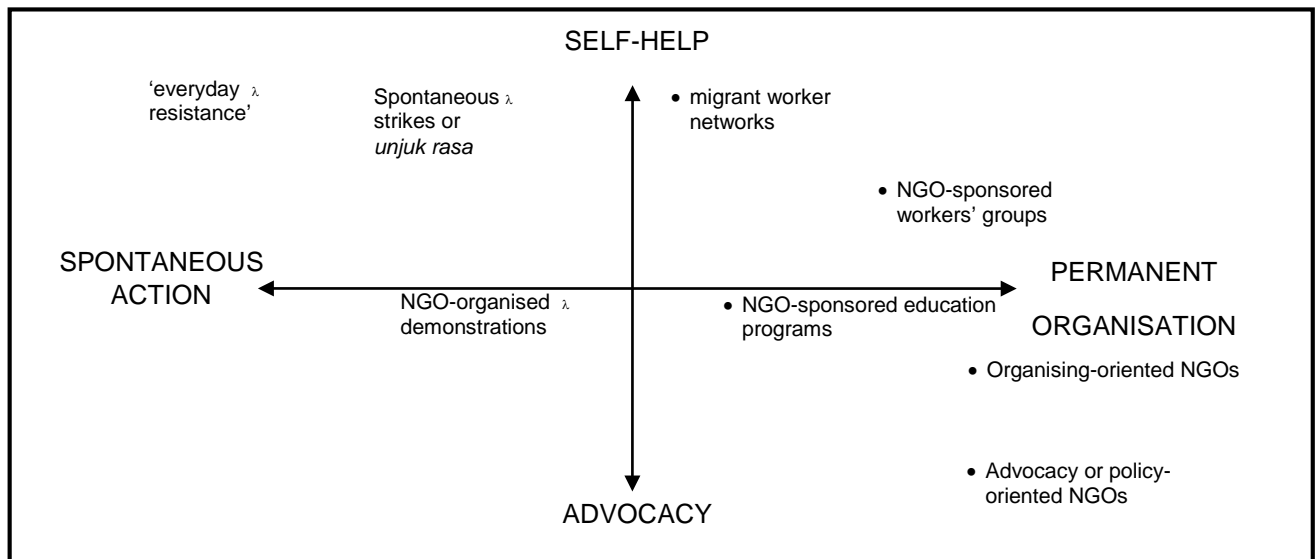 SELF-HELP
‘everyday λ
resistance’
Spontaneous λ
strikes or
unjuk rasa
• migrant worker
networks
• NGO-sponsored
workers’ groups
SPONTANEOUS
ACTION
PERMANENT
ORGANISATION
NGO-organised λ
demonstrations
• NGO-sponsored education
programs
• Organising-oriented NGOs
• Advocacy or policy-
oriented NGOs
ADVOCACY